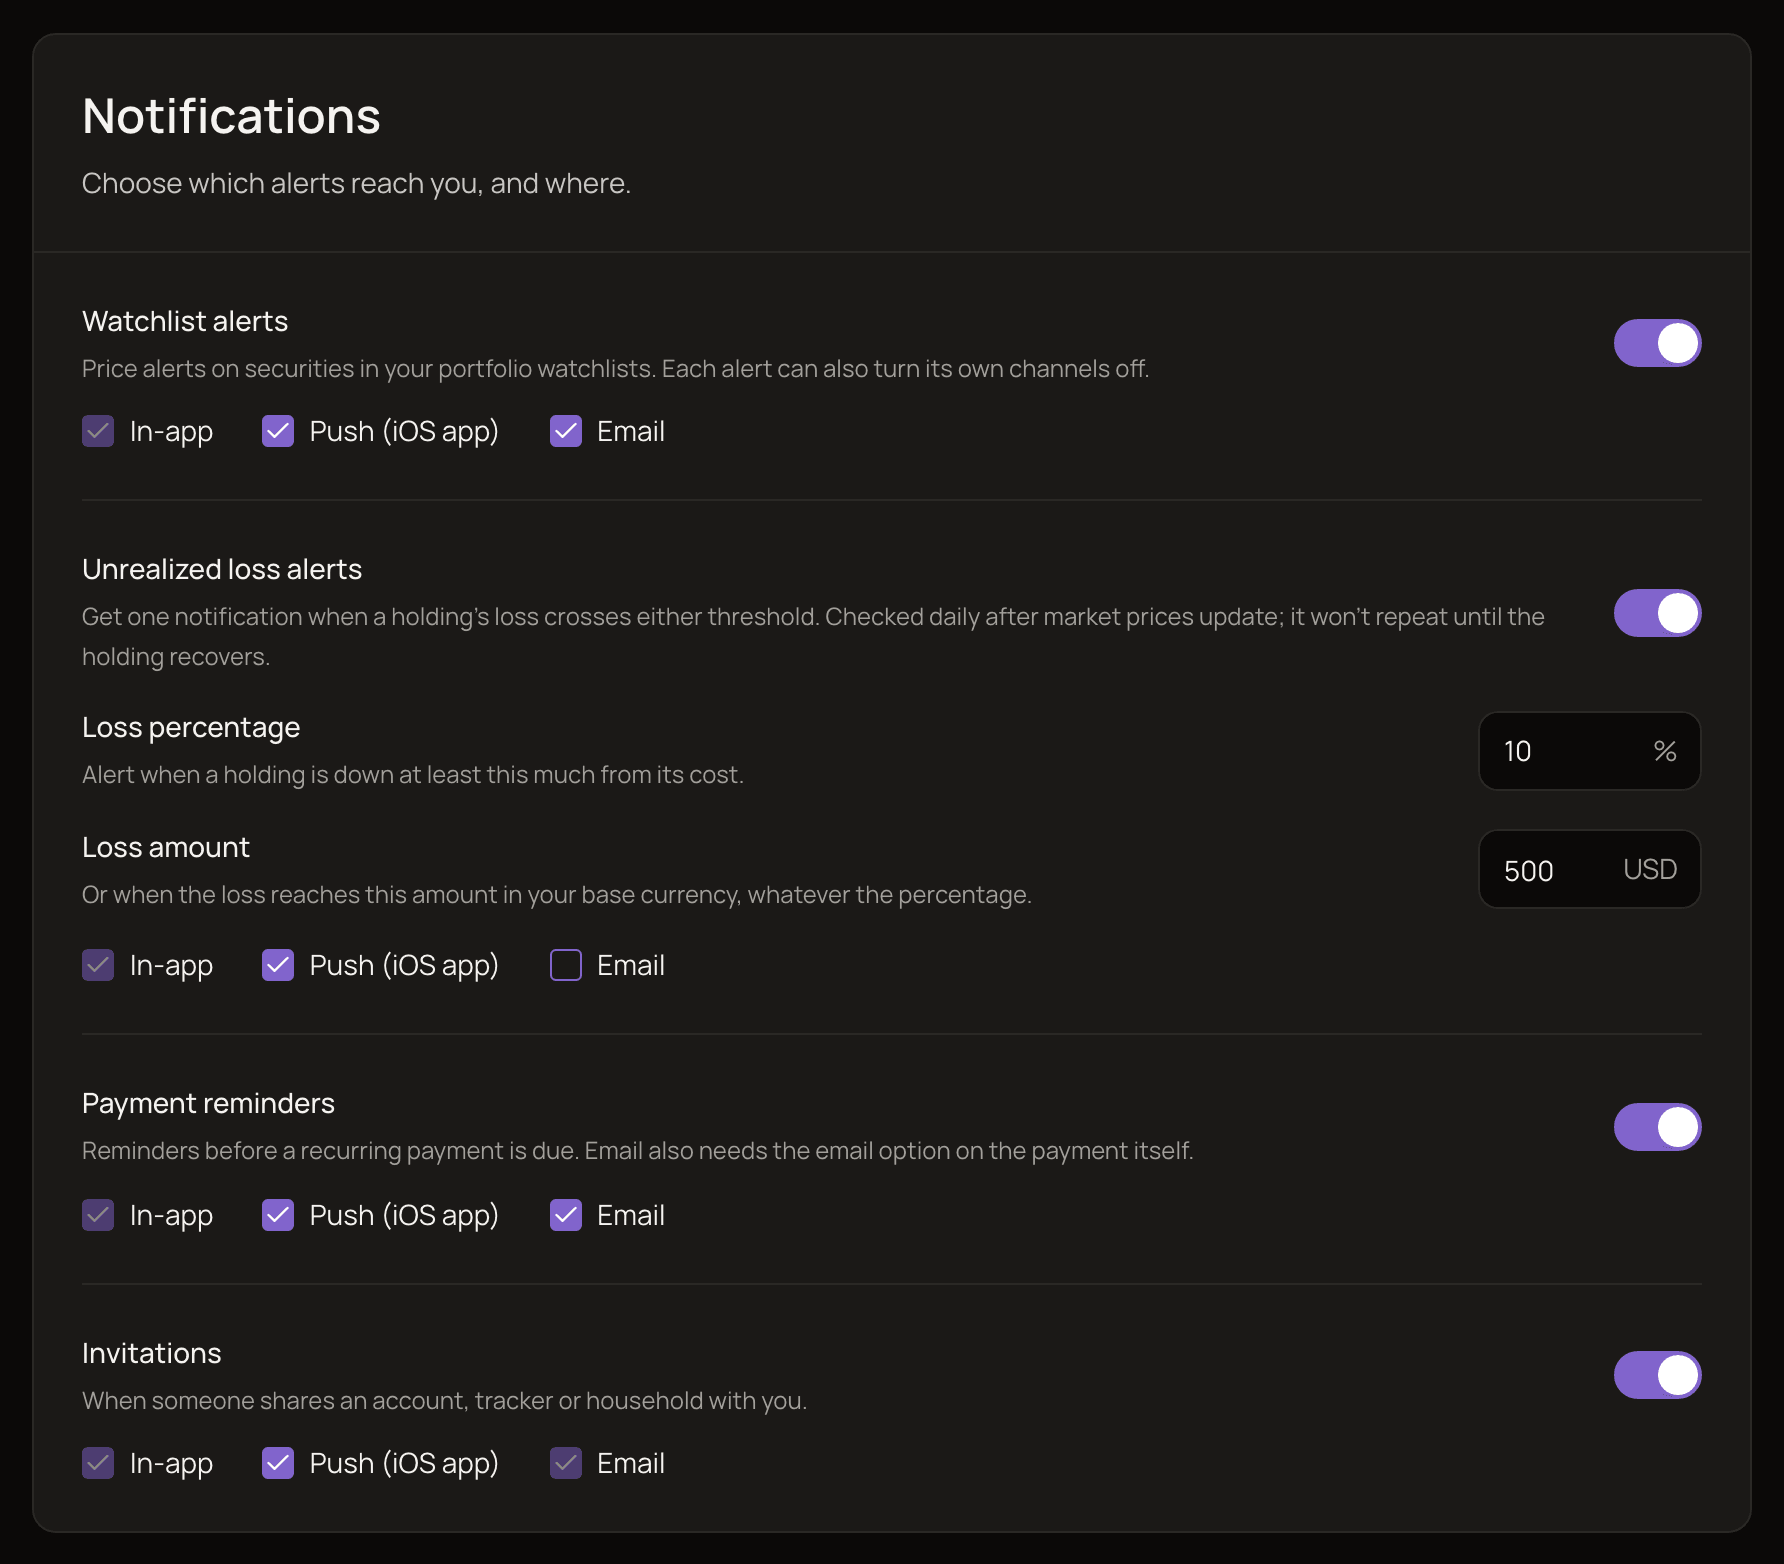 Notifications
Choose which alerts reach you, and where.
Watchlist alerts
Price alerts on securities in your portfolio watchlists. Each alert can also turn its own channels off.
In-app Push (iOS app) Email
Unrealized loss alerts
Get one notification when a holding’s loss crosses either threshold. Checked daily after market prices update; it won’t repeat until the
holding recovers.
Loss percentage
Alert when a holding is down at least this much from its cost.
10 %
Loss amount
Or when the loss reaches this amount in your base currency, whatever the percentage.
500 USD
In-app Push (iOS app) Email
Payment reminders
Reminders before a recurring payment is due. Email also needs the email option on the payment itself.
In-app Push (iOS app) Email
Invitations
When someone shares an account, tracker or household with you.
In-app Push (iOS app) Email